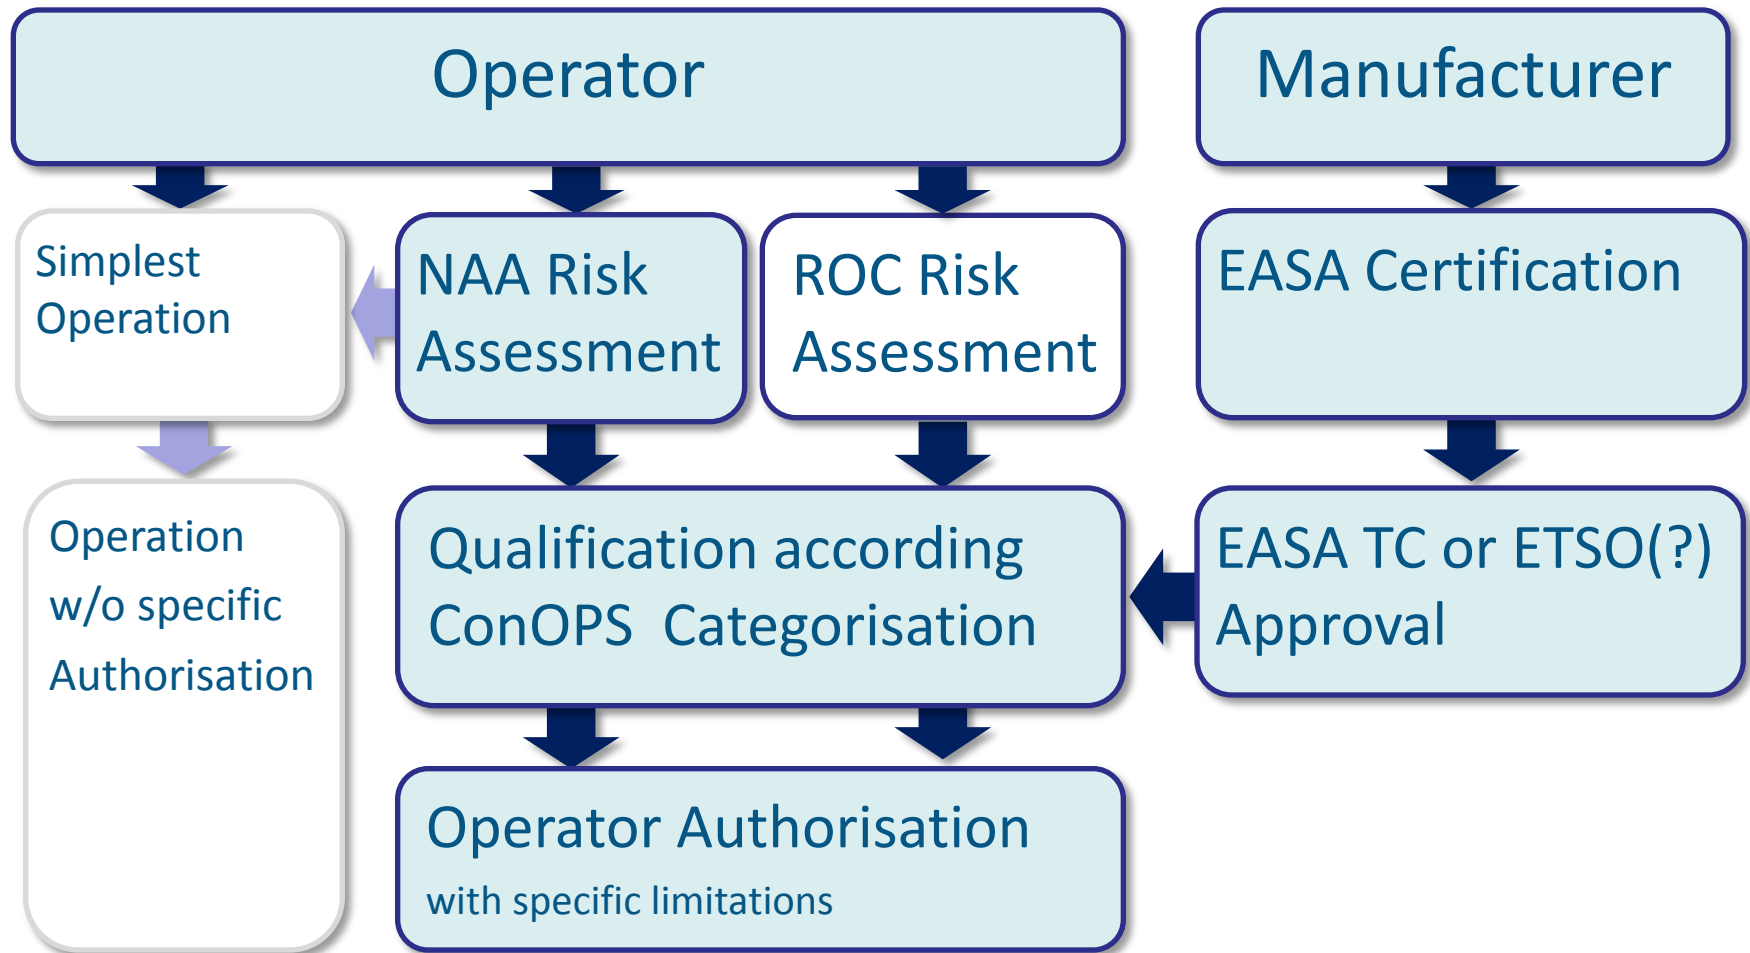 Operator
Manufacturer
Simplest
Operation
NAA Risk
Assessment
ROC Risk
Assessment
EASA Certification
Operation
w/o specific
Authorisation
Qualification according
ConOPS  Categorisation
EASA TC or ETSO(?)
Approval
Operator Authorisation
with specific limitations